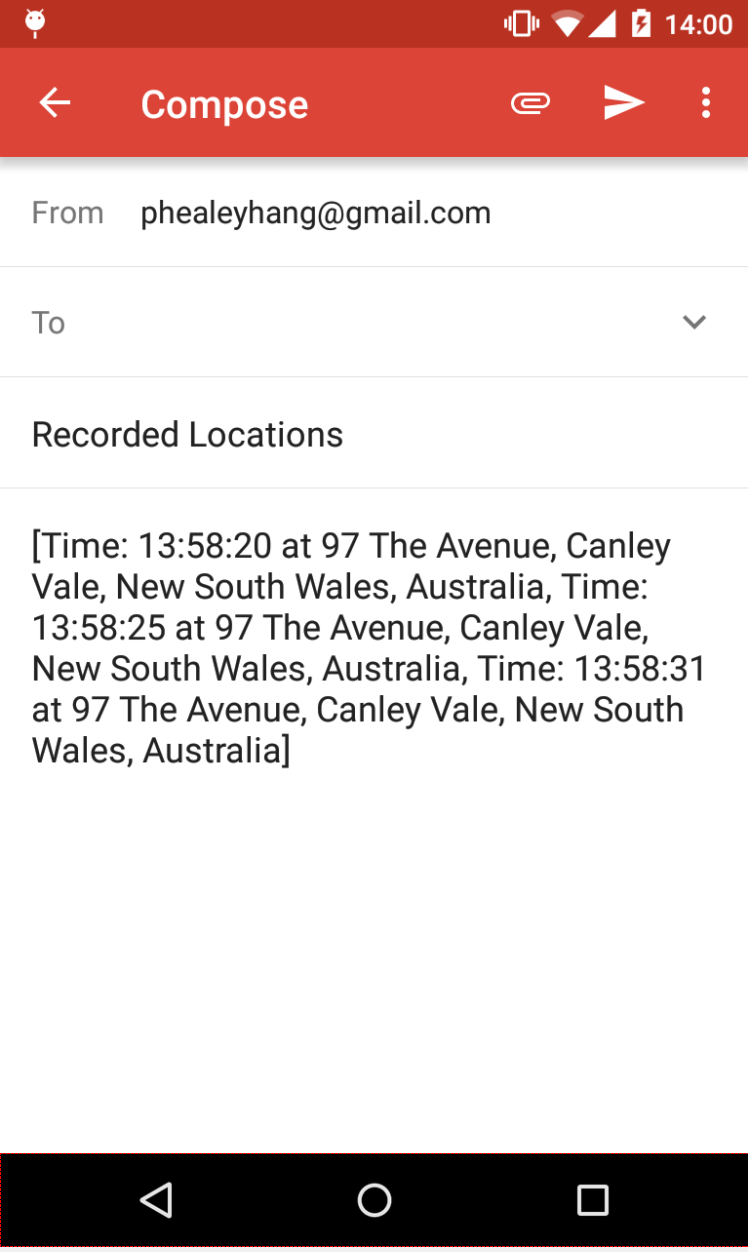 14:00
Compose
From phealeyhang@gmail.com
To
Recorded Locations
[Time: 13:58:20 at 97 The Avenue, Canley
Vale, New South Wales, Australia, Time:
13:58:25 at 97 The Avenue, Canley Vale,
New South Wales, Australia, Time: 13:58:31
at 97 The Avenue, Canley Vale, New South
Wales, Australia]